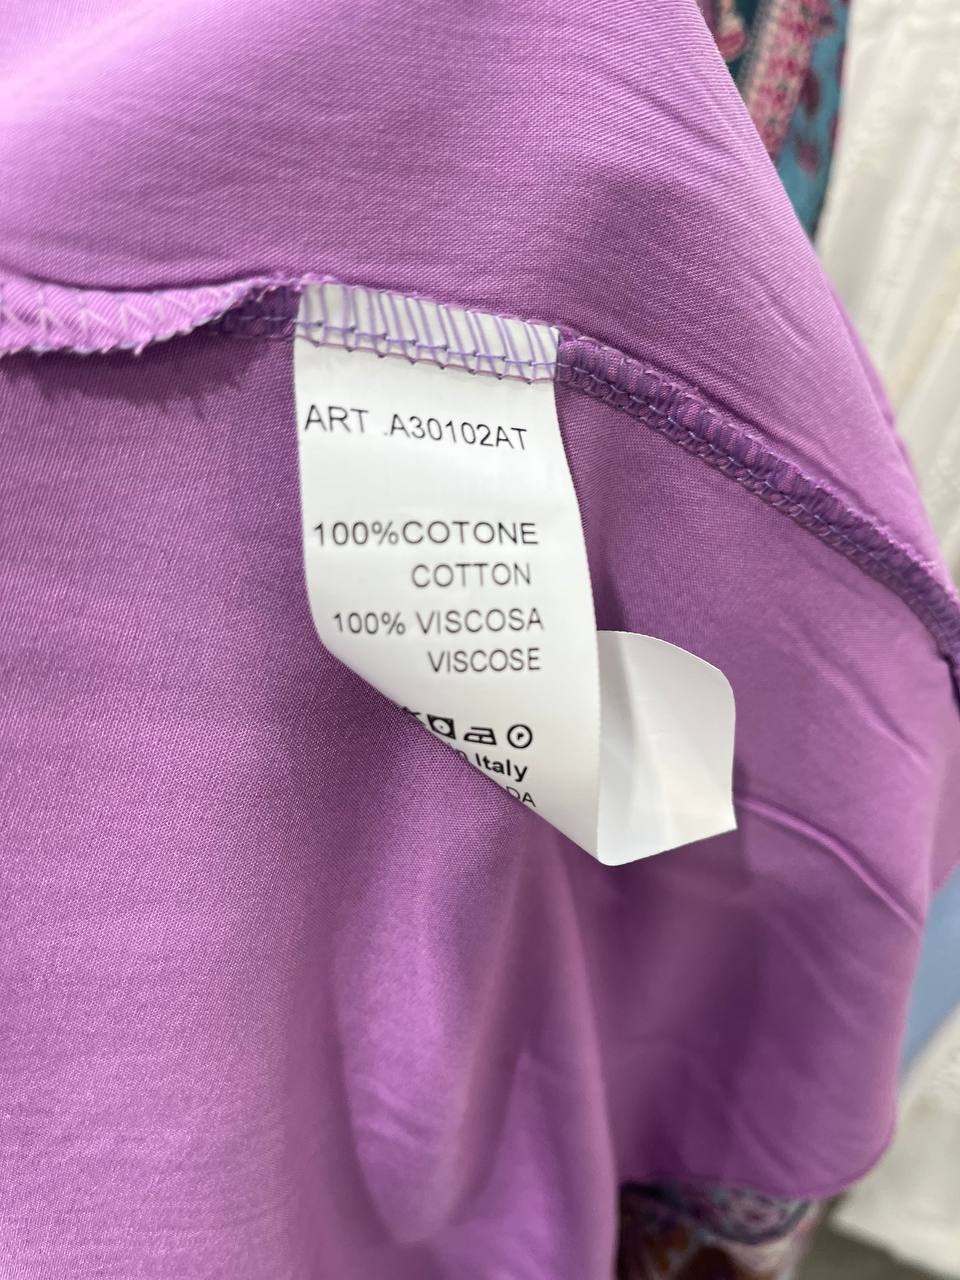 ART .A30102AT
100%COTONE
COTTON
100% VISCOSA
VISCOSE
Italy